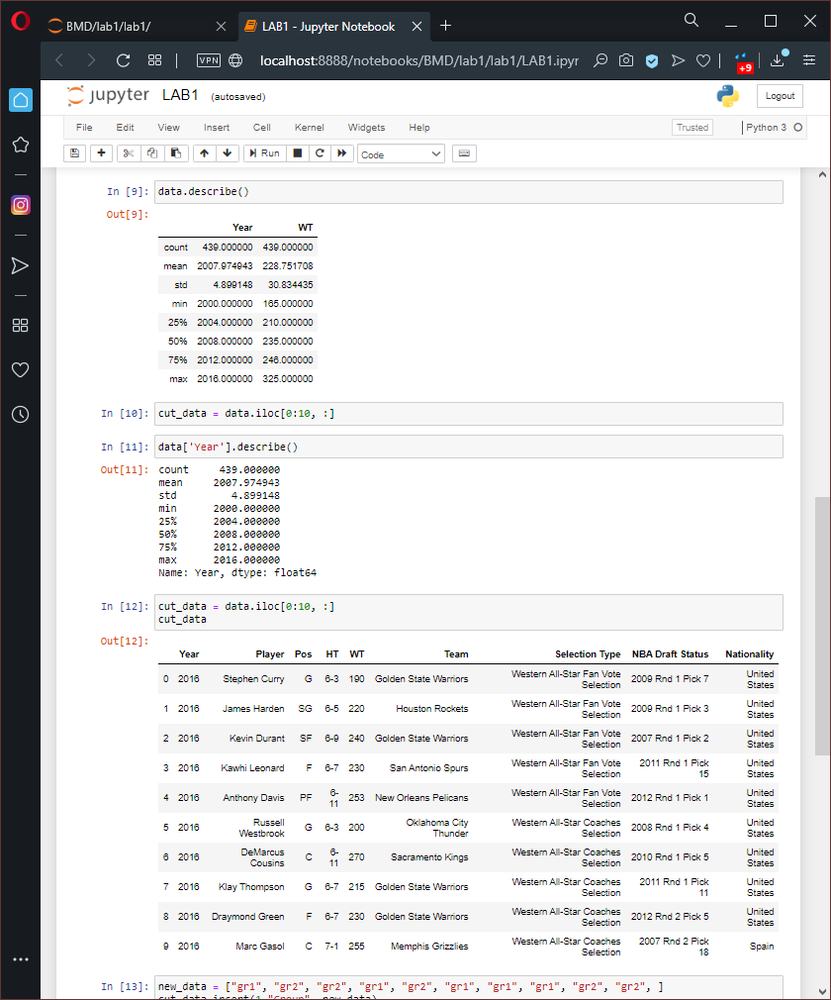 BMD/lab1/lab1/
LAB1 - Jupyter Notebook
VPN
localhost:8888/notebooks/BMD/lab1/lab1/LAB1.ipyr
+9
jupyter LAB1 (autosaved)
Logout
File Edit View Insert Cell Kernel Widgets Help
Trusted
Python 3
Run
Code
In [9]: data.describe()
Out[9]:
Year WT
count 439.000000 439.000000
mean 2007.974943 228.751708
std 4.899148 30.834435
min 2000.000000 165.000000
25% 2004.000000 210.000000
50% 2008.000000 235.000000
75% 2012.000000 246.000000
max 2016.000000 325.000000
In [10]: cut_data = data.iloc[0:10, :]
In [11]: data['Year'].describe()
Out[11]: count 439.000000
mean 2007.974943
std 4.899148
min 2000.000000
25% 2004.000000
50% 2008.000000
75% 2012.000000
max 2016.000000
Name: Year, dtype: float64
In [12]: cut_data = data.iloc[0:10, :]
cut_data
Out[12]:
Year Player Pos HT WT Team Selection Type NBA Draft Status Nationality
0 2016 Stephen Curry G 6-3 190 Golden State Warriors Western All-Star Fan Vote Selection 2009 Rnd 1 Pick 7 United States
1 2016 James Harden SG 6-5 220 Houston Rockets Western All-Star Fan Vote Selection 2009 Rnd 1 Pick 3 United States
2 2016 Kevin Durant SF 6-9 240 Golden State Warriors Western All-Star Fan Vote Selection 2007 Rnd 1 Pick 2 United States
3 2016 Kawhi Leonard F 6-7 230 San Antonio Spurs Western All-Star Fan Vote Selection 2011 Rnd 1 Pick 15 United States
4 2016 Anthony Davis PF 6-11 253 New Orleans Pelicans Western All-Star Fan Vote Selection 2012 Rnd 1 Pick 1 United States
5 2016 Russell Westbrook G 6-3 200 Oklahoma City Thunder Western All-Star Coaches Selection 2008 Rnd 1 Pick 4 United States
6 2016 DeMarcus Cousins C 6-11 270 Sacramento Kings Western All-Star Coaches Selection 2010 Rnd 1 Pick 5 United States
7 2016 Klay Thompson G 6-7 215 Golden State Warriors Western All-Star Coaches Selection 2011 Rnd 1 Pick 11 United States
8 2016 Draymond Green F 6-7 230 Golden State Warriors Western All-Star Coaches Selection 2012 Rnd 2 Pick 5 United States
9 2016 Marc Gasol C 7-1 255 Memphis Grizzlies Western All-Star Coaches Selection 2007 Rnd 2 Pick 18 Spain
In [13]: new_data = ["gr1", "gr2", "gr2", "gr1", "gr2", "gr1", "gr1", "gr1", "gr2", "gr2", ]
cut_data.insert(1,"Group", new_data)